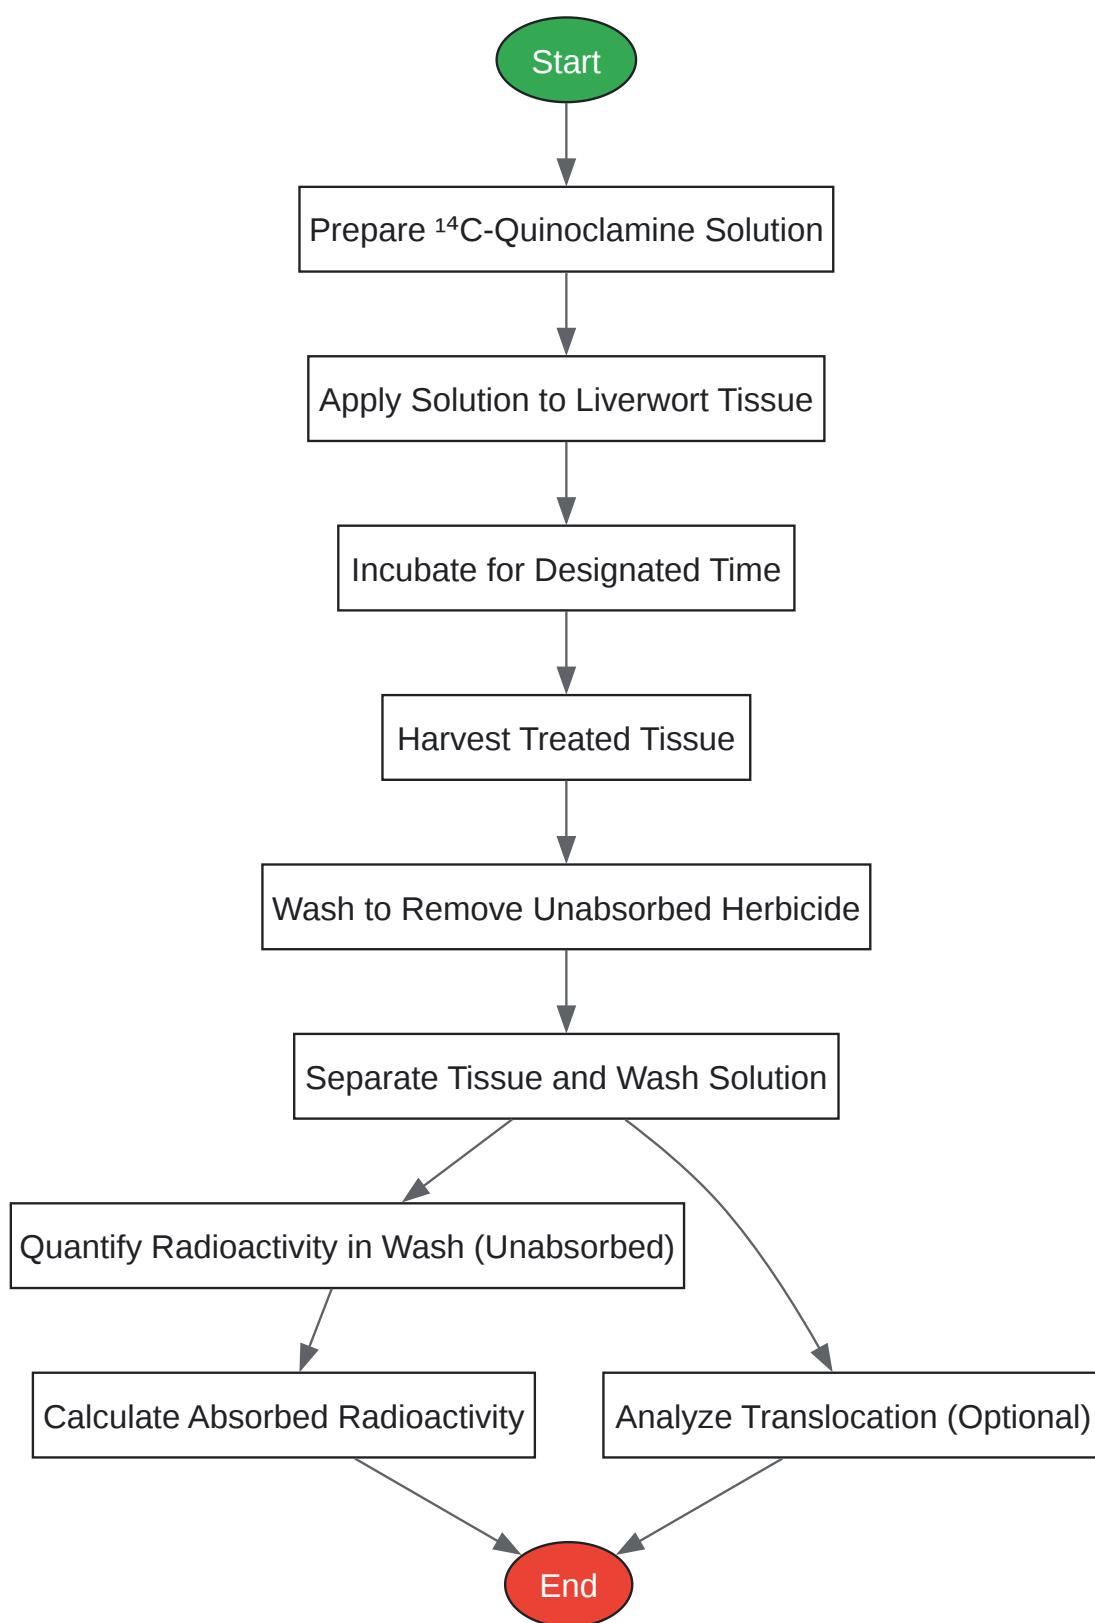 Start
Prepare ¹⁴C-Quinoclamine Solution
Apply Solution to Liverwort Tissue
Incubate for Designated Time
Harvest Treated Tissue
Wash to Remove Unabsorbed Herbicide
Separate Tissue and Wash Solution
Quantify Radioactivity in Wash (Unabsorbed)
Calculate Absorbed Radioactivity
Analyze Translocation (Optional)
End